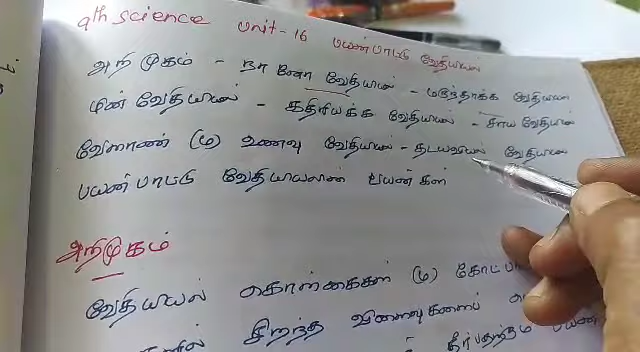 9th Science Unit - 16 பயன்பாட்டு வேதியியல்
அறிமுகம் - நானோ வேதியியல் - மருந்தாக்க வேதியியல்
மின் வேதியியல் - கதிரியக்க வேதியியல் - சாய வேதியியல்
வேளாண் (ம) உணவு வேதியியல் - தடயவியல் வேதியியல்
பயன்பாட்டு வேதியியலின் பயன்கள்
அறிமுகம்
வேதியியல் கொள்கைகள் (ம)
சிறந்த விளைவுகளைப்